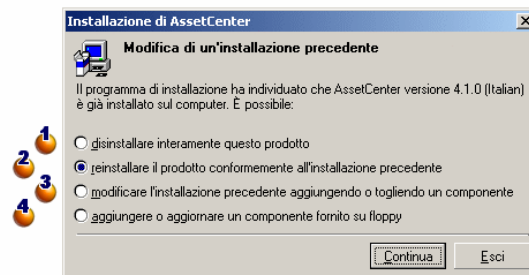 Installazione di AssetCenter
Modifica di un'installazione precedente
Il programma di installazione ha individuato che AssetCenter versione 4.1.0 (Italian)
è già installato sul computer. È possibile:
1 disinstallare interamente questo prodotto
2 reinstallare il prodotto conformemente all'installazione precedente
3 modificare l'installazione precedente aggiungendo o togliendo un componente
4 aggiungere o aggiornare un componente fornito su floppy
Continua Esci